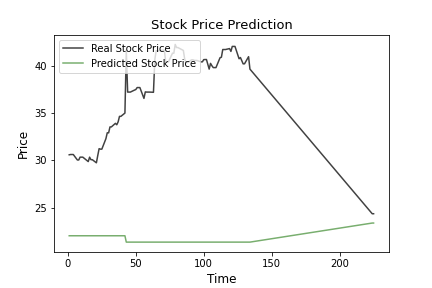 Stock Price Prediction
Real Stock Price
Predicted Stock Price
40
35
30
25
Price
0 50 100 150 200
Time